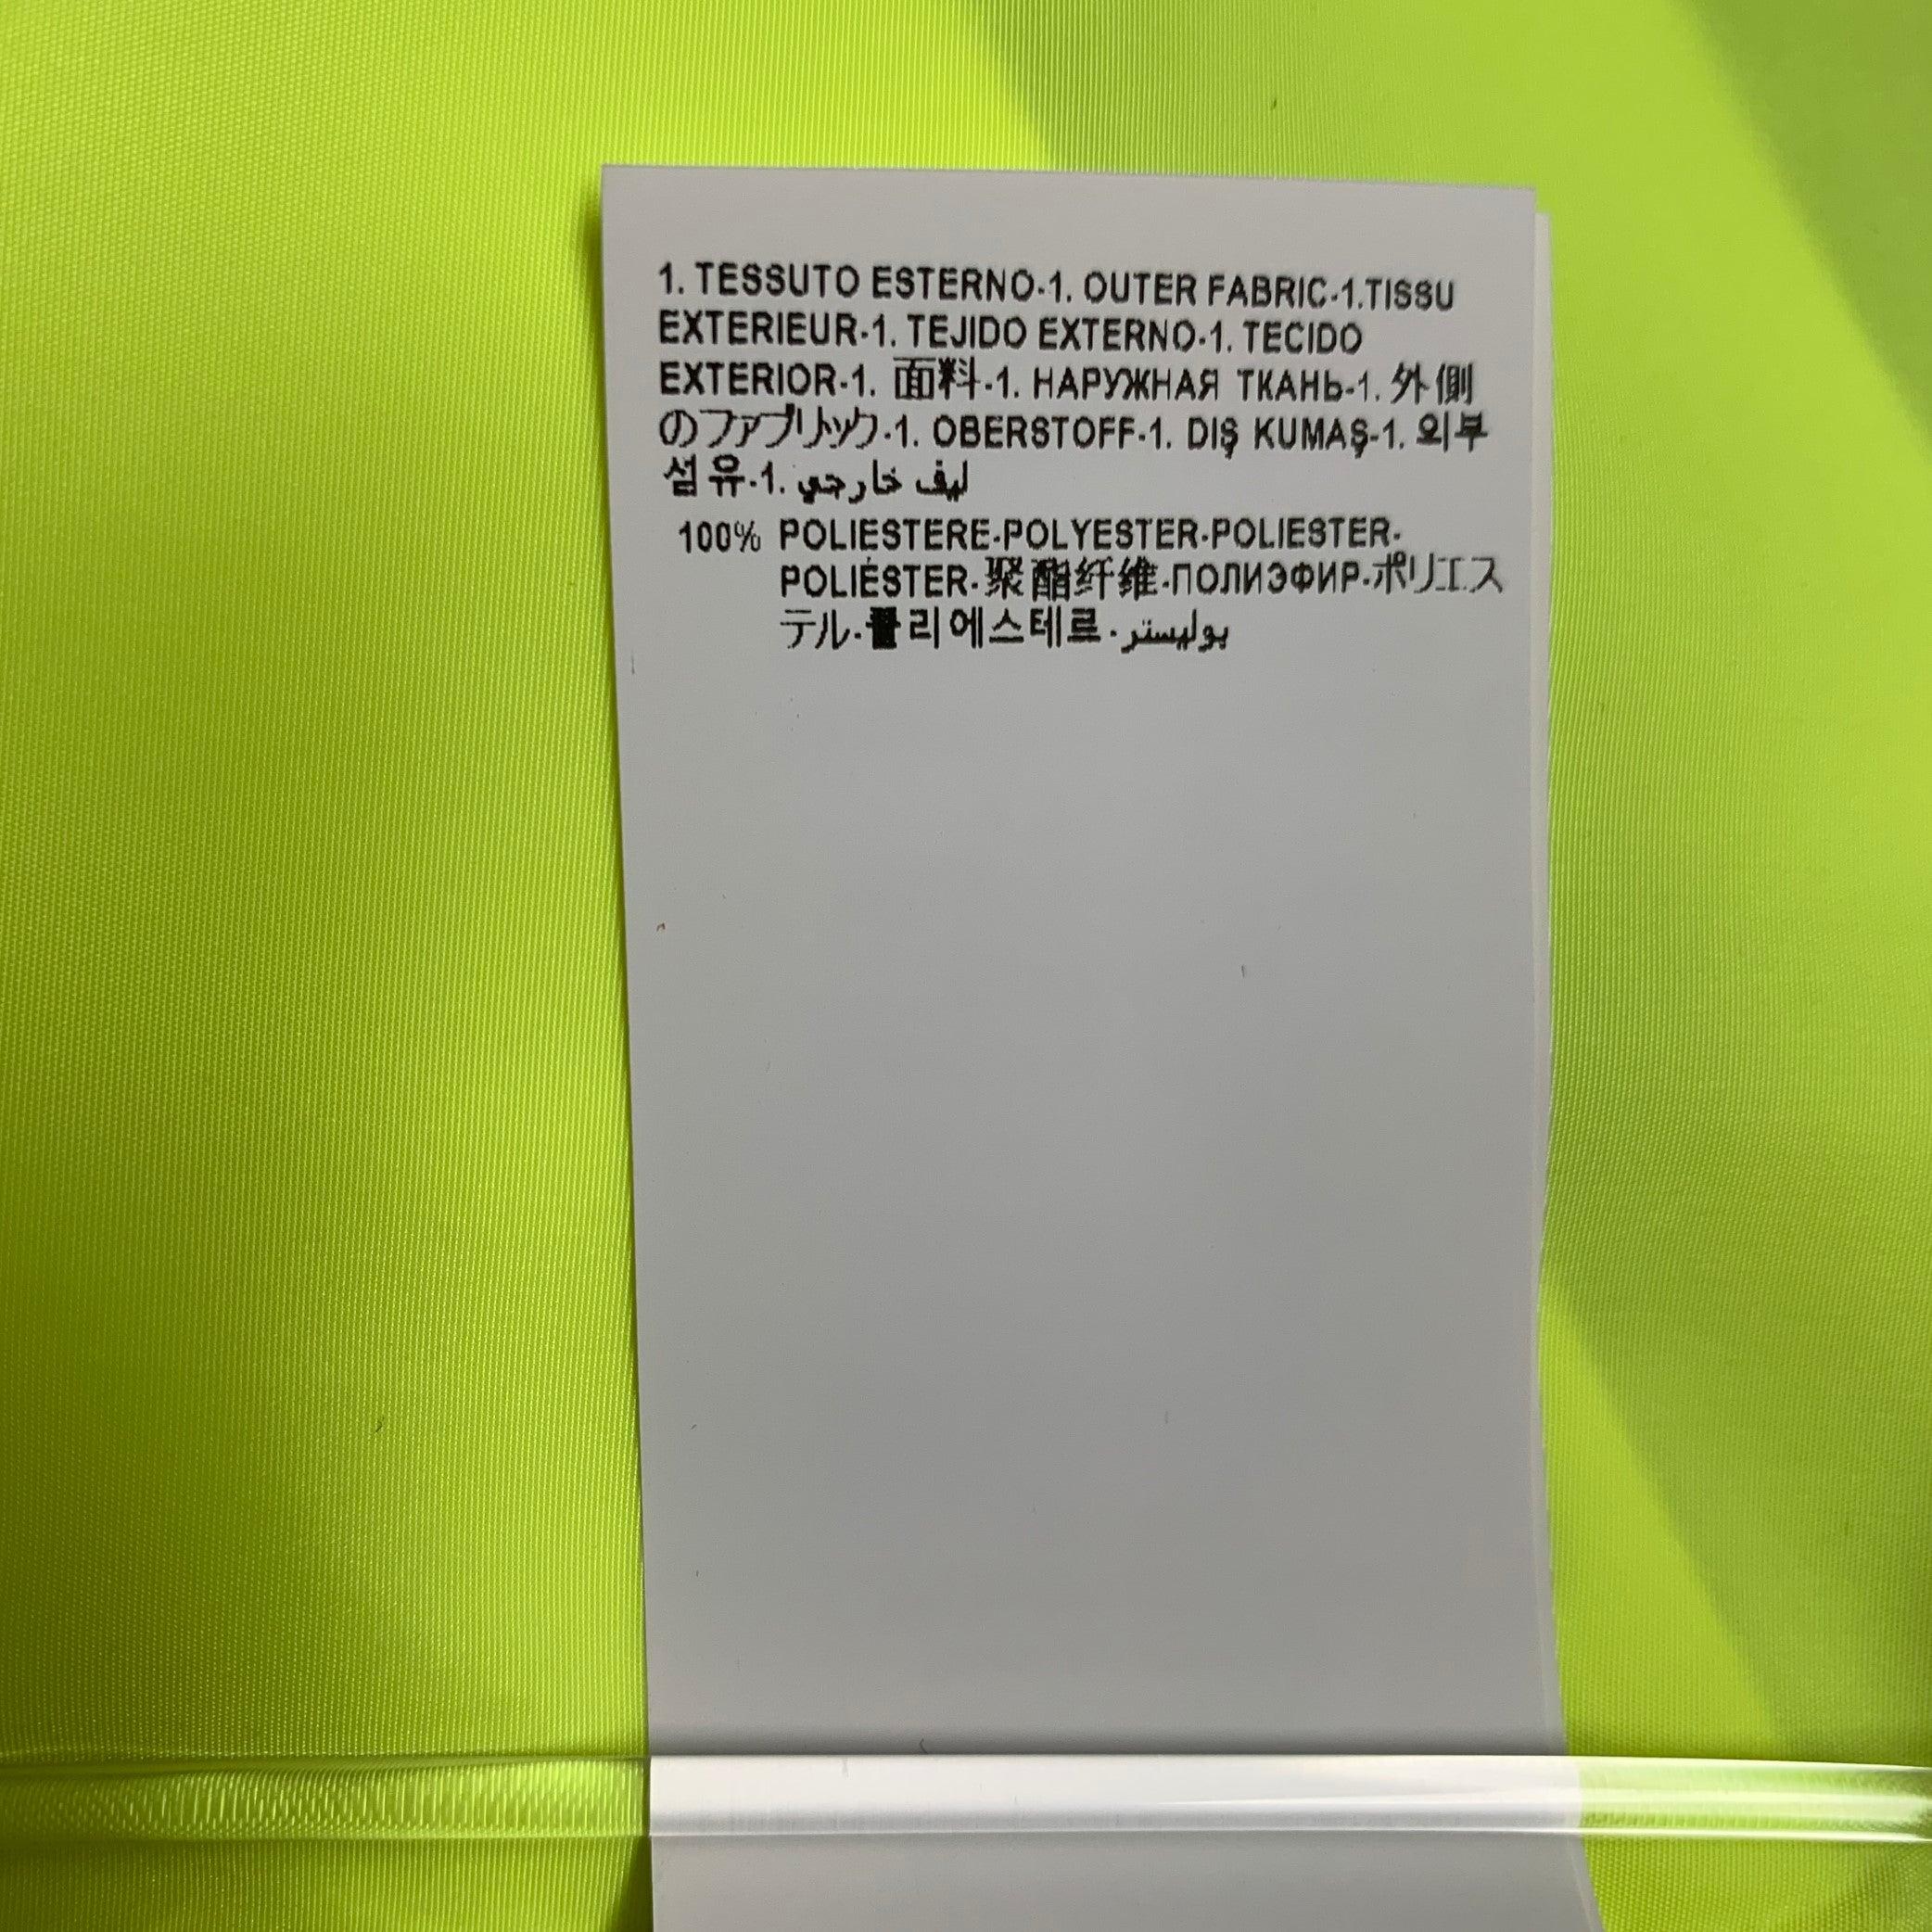 1. TESSUTO ESTERNO-1. OUTER FABRIC-1.TISSU
EXTERIEUR-1. TEJIDO EXTERNO-1. TECIDO
EXTERIOR-1. 面料-1. НАРУЖНАЯ ТКАНЬ-1. 外側
のファブリック-1. OBERSTOFF-1. DIŞ KUMAŞ-1. 외부
섬유-1. ليف خارجي
100% POLIESTERE-POLYESTER-POLIESTER-
POLIÉSTER-聚酯纤维-ПОЛИЭФИР-ポリエス
テル-폴리에스테르-بوليستر